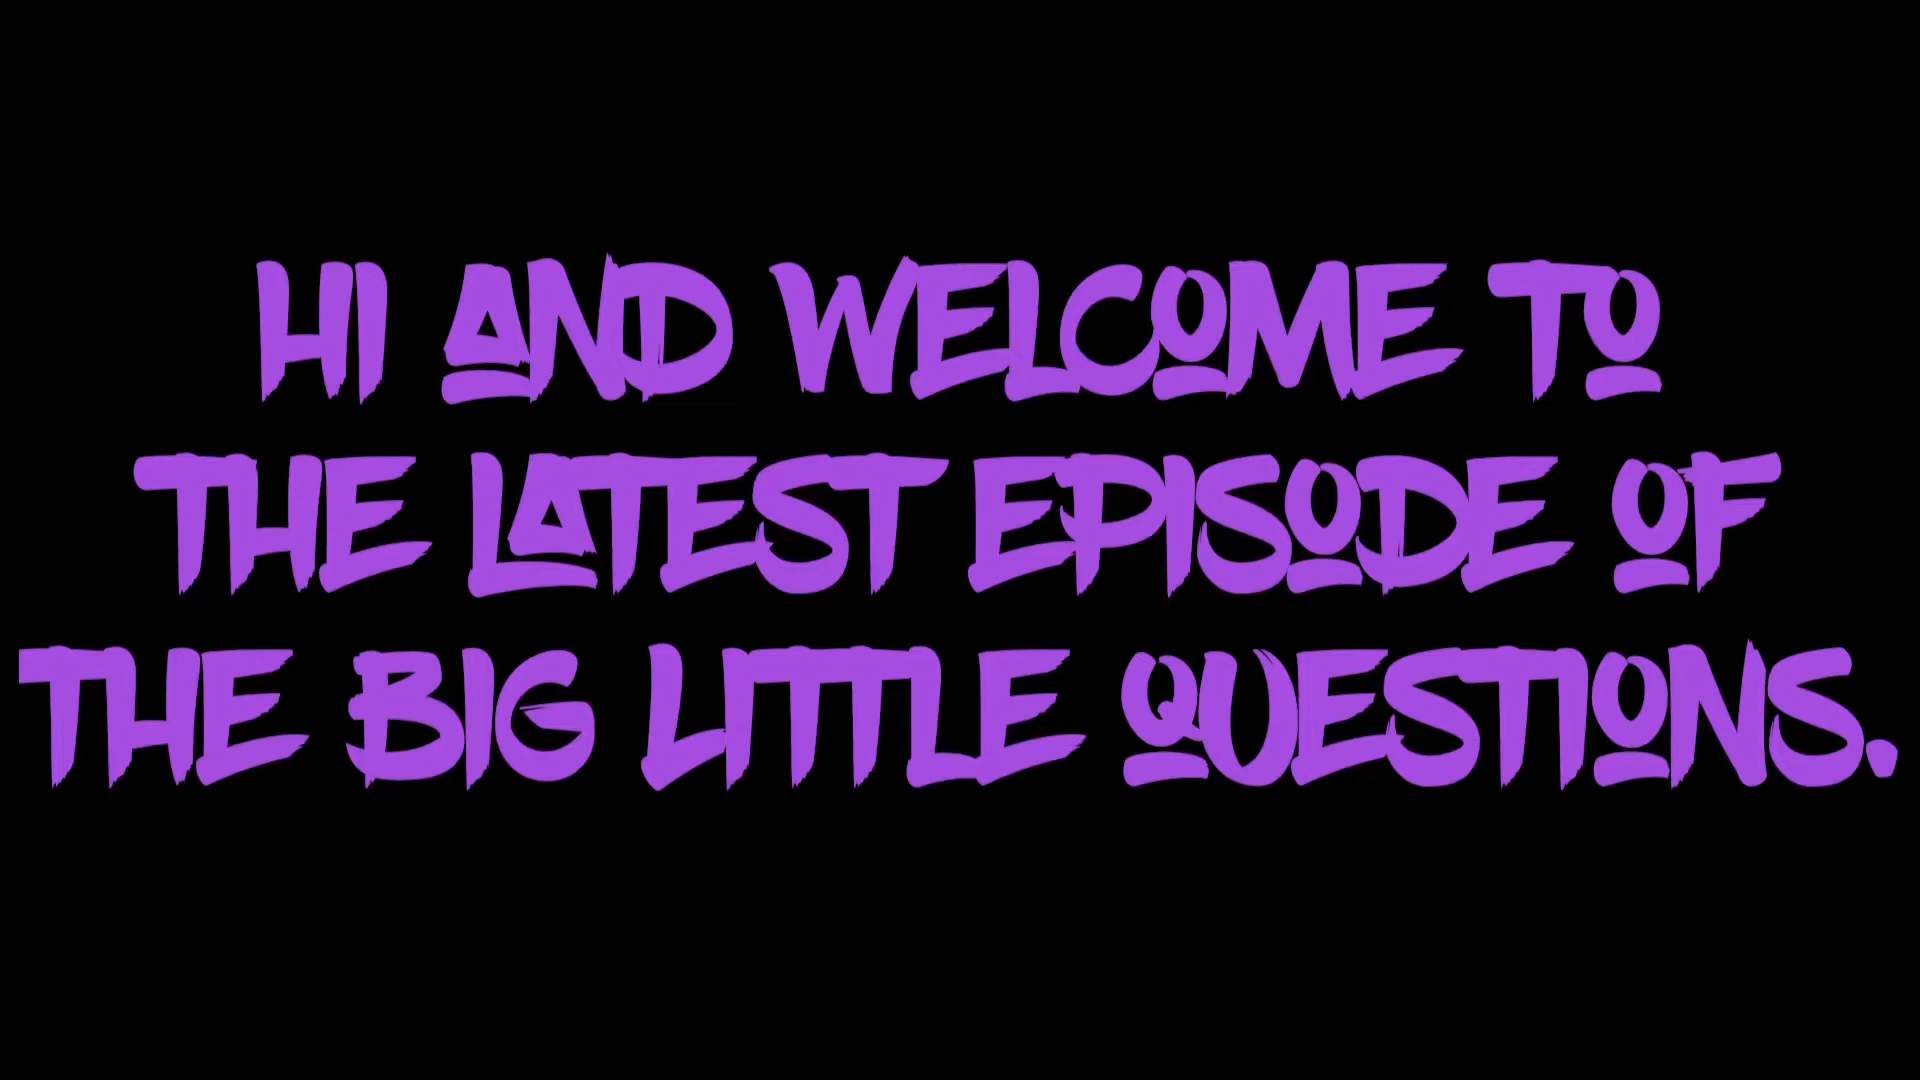 HI AND WELCOME TO
THE LATEST EPISODE OF
THE BIG LITTLE QUESTIONS.